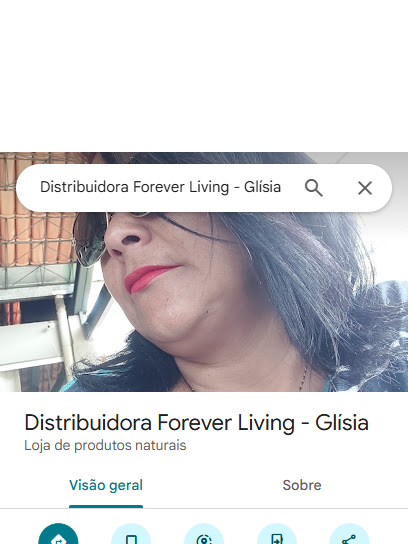 Distribuidora Forever Living - Glísia
Distribuidora Forever Living - Glísia
Loja de produtos naturais
Visão geral
Sobre